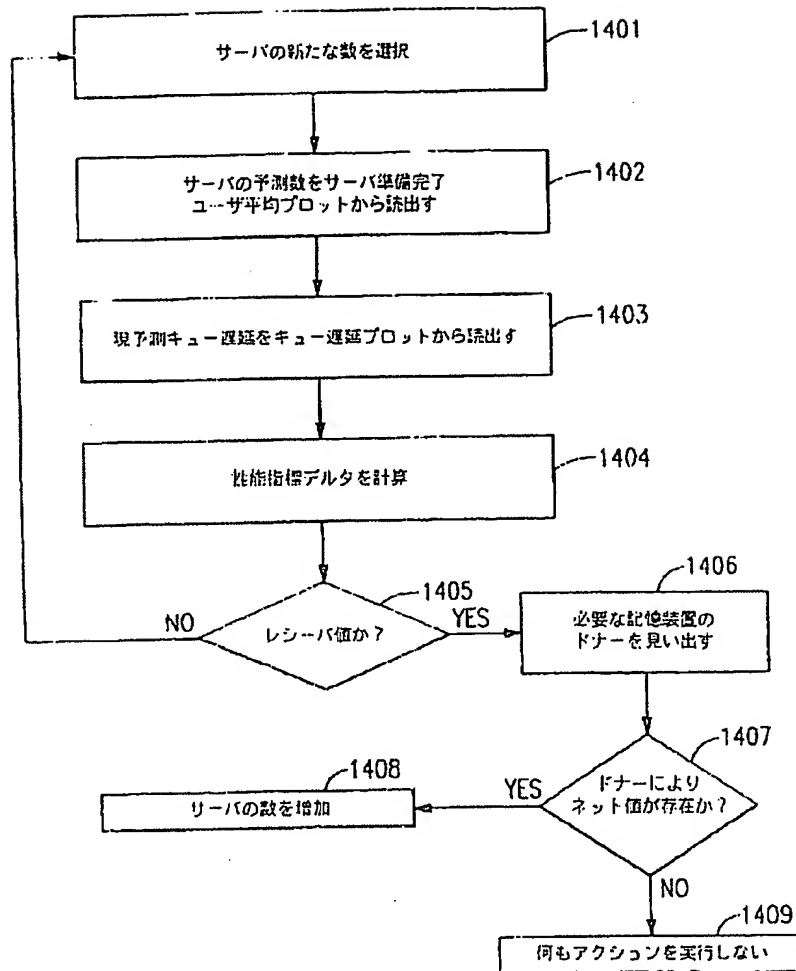 1401
サーバの新たな数を選択
1402
サーバの予測数をサーバ準備完了
ユーザ平均プロットから読出す
1403
現予測キュー遅延をキュー遅延プロットから読出す
1404
性能指標デルタを計算
1405
レシーバ値か?
NO
YES
1406
必要な記憶装置の
ドナーを見い出す
1407
ドナーにより
ネット値が存在か?
YES
1408
サーバの数を増加
NO
1409
何もアクションを実行しない